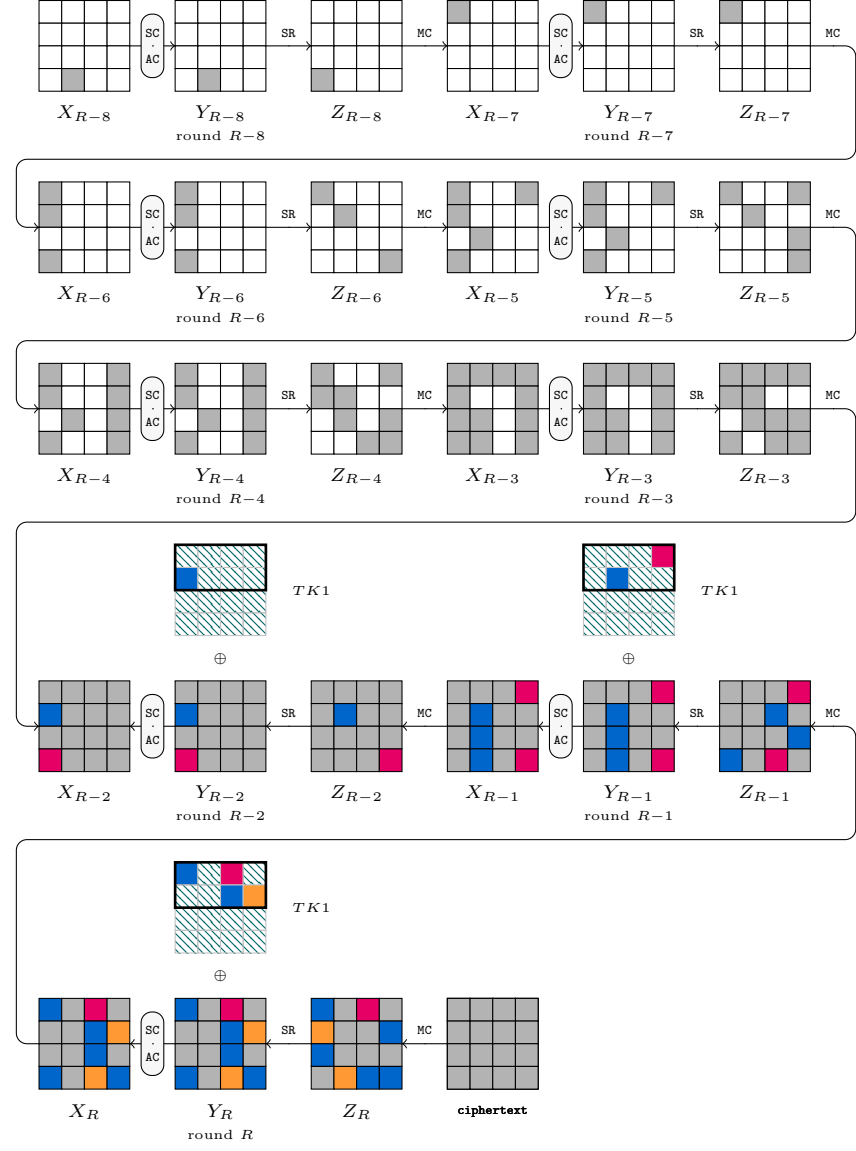 SC . AC SR MC SC . AC SR MC
X_{R−8} Y_{R−8} Z_{R−8} X_{R−7} Y_{R−7} Z_{R−7}
round R−8 round R−7
SC . AC SR MC SC . AC SR MC
X_{R−6} Y_{R−6} Z_{R−6} X_{R−5} Y_{R−5} Z_{R−5}
round R−6 round R−5
SC . AC SR MC SC . AC SR MC
X_{R−4} Y_{R−4} Z_{R−4} X_{R−3} Y_{R−3} Z_{R−3}
round R−4 round R−3
TK1 TK1
⊕ ⊕
SC . AC SR MC SC . AC SR MC
X_{R−2} Y_{R−2} Z_{R−2} X_{R−1} Y_{R−1} Z_{R−1}
round R−2 round R−1
TK1
⊕
SC . AC SR MC
X_R Y_R Z_R ciphertext
round R